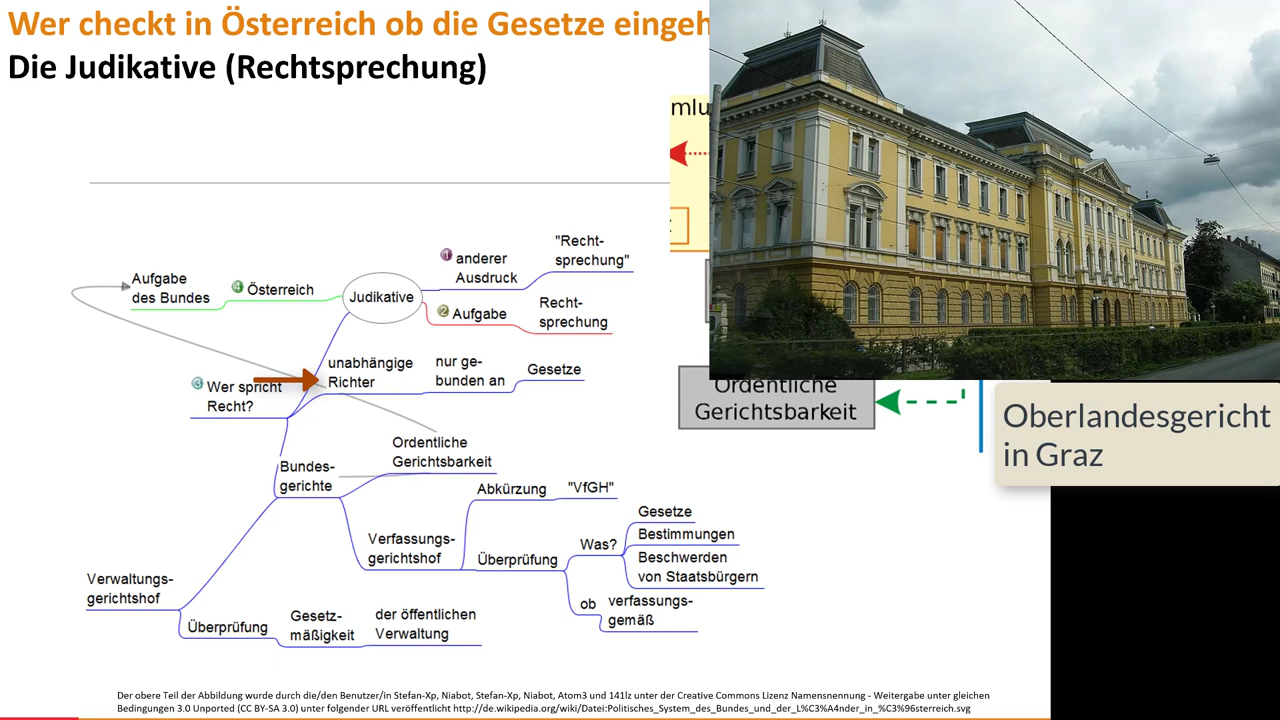 Wer checkt in Österreich ob die Gesetze eingeh
Die Judikative (Rechtsprechung)
mlu
"Recht-
sprechung"
1 anderer
Ausdruck
Aufgabe
des Bundes
4 Österreich
Judikative
2 Aufgabe
Recht-
sprechung
unabhängige
Richter
nur ge-
bunden an
Gesetze
3 Wer spricht
Recht?
Ordentliche
Gerichtsbarkeit
Oberlandesgericht
in Graz
Ordentliche
Gerichtsbarkeit
Bundes-
gerichte
Abkürzung
"VfGH"
Verfassungs-
gerichtshof
Überprüfung
Was?
Gesetze
Bestimmungen
Beschwerden
von Staatsbürgern
ob
verfassungs-
gemäß
Verwaltungs-
gerichtshof
Überprüfung
Gesetz-
mäßigkeit
der öffentlichen
Verwaltung
Der obere Teil der Abbildung wurde durch die/den Benutzer/in Stefan-Xp, Niabot, Stefan-Xp, Niabot, Atom3 und 141lz unter der Creative Commons Lizenz Namensnennung - Weitergabe unter gleichen
Bedingungen 3.0 Unported (CC BY-SA 3.0) unter folgender URL veröffentlicht http://de.wikipedia.org/wiki/Datei:Politisches_System_des_Bundes_und_der_L%C3%A4nder_in_%C3%96sterreich.svg